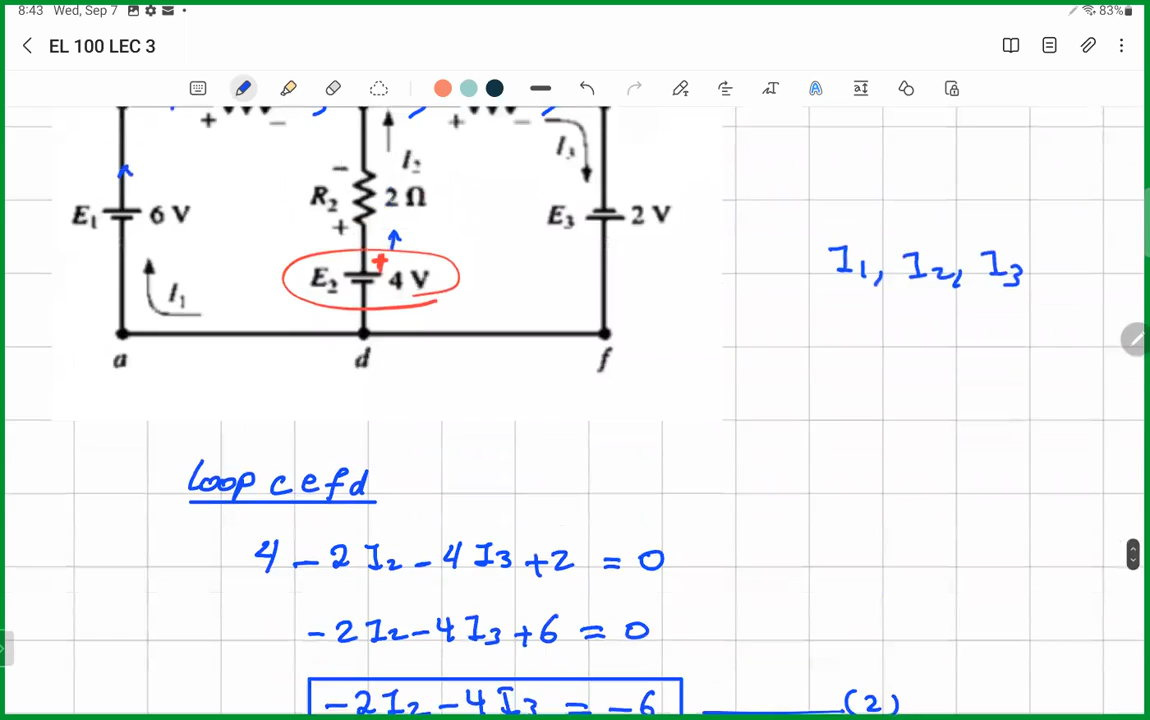 8:43 Wed, Sep 7 83%
EL 100 LEC 3
+ − + −
I₂ I₃
−
R₂ 2 Ω
+
E₁ 6 V E₃ 2 V
+
E₂ 4 V
I₁
I₁, I₂, I₃
a d f
Loop c e f d
4 − 2 I₂ − 4 I₃ + 2 = 0
− 2 I₂ − 4 I₃ + 6 = 0
− 2 I₂ − 4 I₃ = − 6 (2)